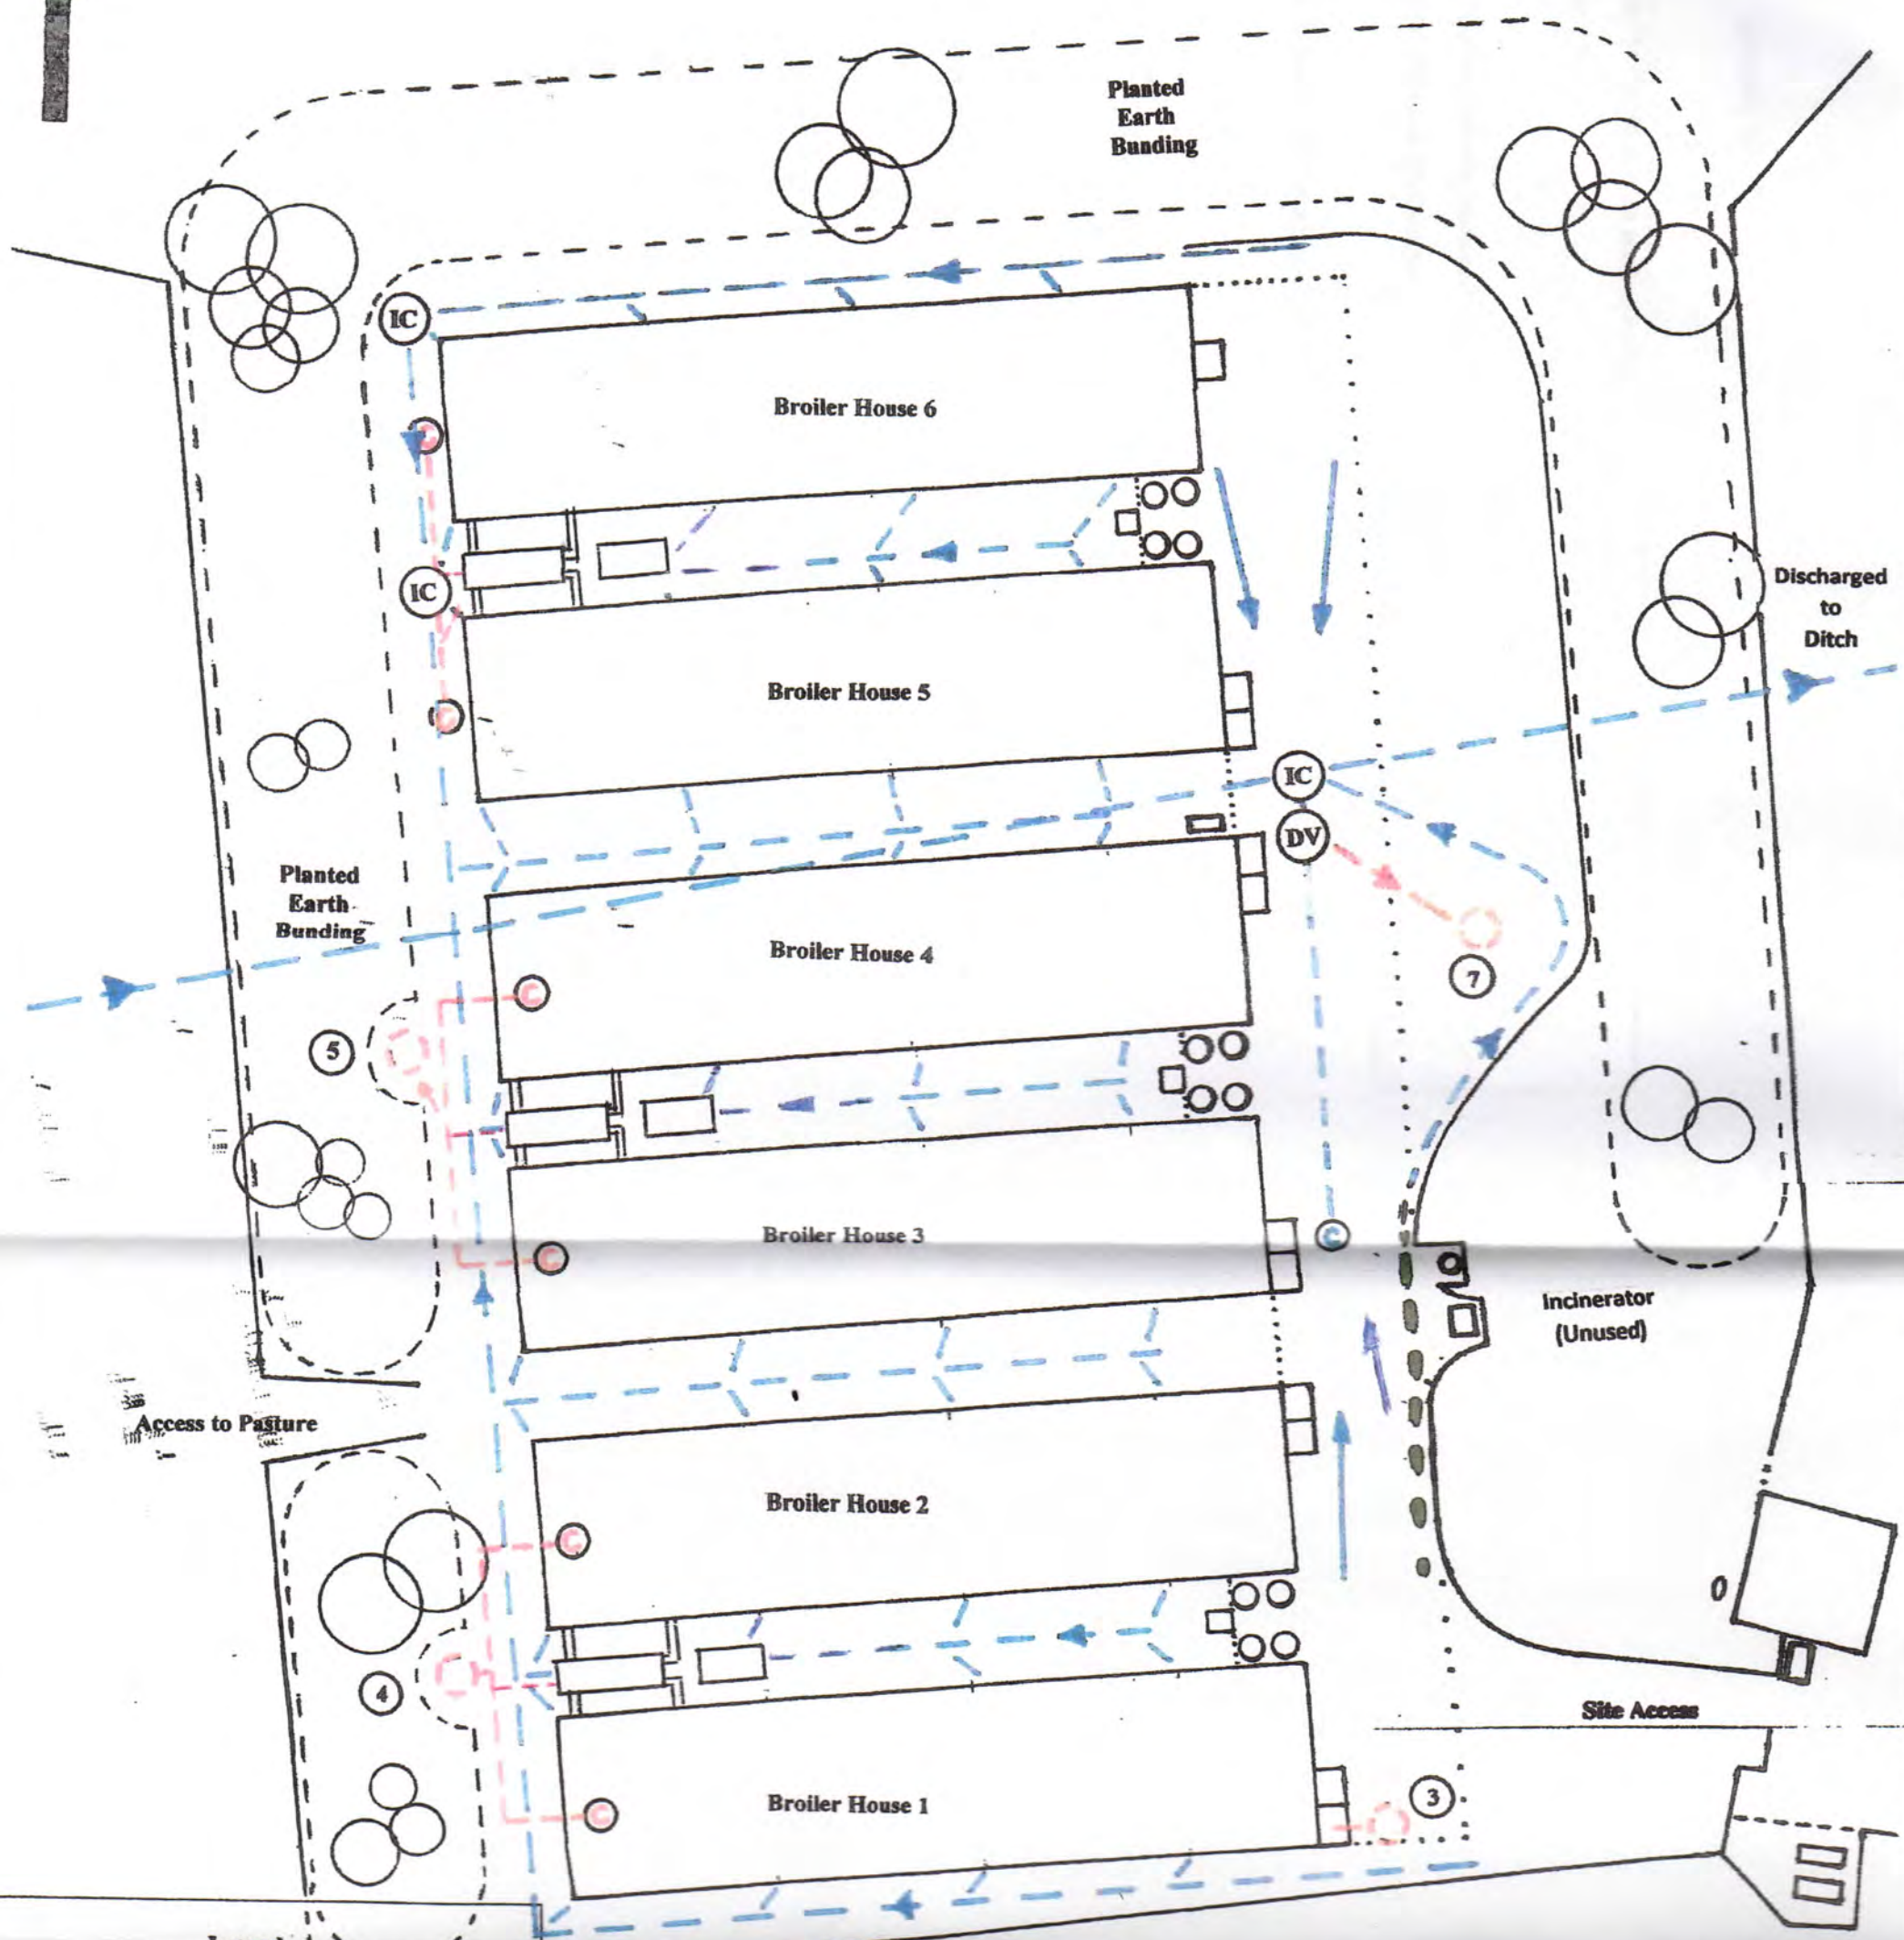 Planted
Earth
Bunding
IC
Broiler House 6
C
IC
Discharged
to
Ditch
Broiler House 5
C
IC
DV
Planted
Earth
Bunding
Broiler House 4
C
7
5
Broiler House 3
C
C
Incinerator
(Unused)
Access to Pasture
Broiler House 2
C
4
Site Access
Broiler House 1
C
3